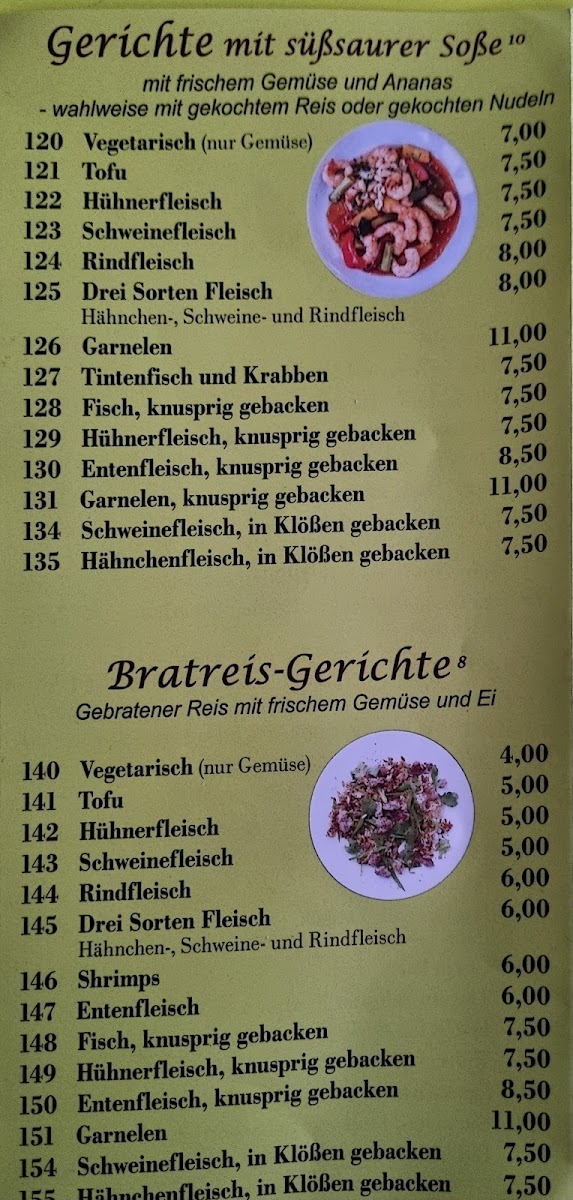 Gerichte mit süßsaurer Soße 10
mit frischem Gemüse und Ananas
- wahlweise mit gekochtem Reis oder gekochten Nudeln
120 Vegetarisch (nur Gemüse) 7,00
121 Tofu 7,50
122 Hühnerfleisch 7,50
123 Schweinefleisch 7,50
124 Rindfleisch 8,00
125 Drei Sorten Fleisch 8,00
Hähnchen-, Schweine- und Rindfleisch
126 Garnelen 11,00
127 Tintenfisch und Krabben 7,50
128 Fisch, knusprig gebacken 7,50
129 Hühnerfleisch, knusprig gebacken 7,50
130 Entenfleisch, knusprig gebacken 8,50
131 Garnelen, knusprig gebacken 11,00
134 Schweinefleisch, in Klößen gebacken 7,50
135 Hähnchenfleisch, in Klößen gebacken 7,50
Bratreis-Gerichte 8
Gebratener Reis mit frischem Gemüse und Ei
140 Vegetarisch (nur Gemüse) 4,00
141 Tofu 5,00
142 Hühnerfleisch 5,00
143 Schweinefleisch 5,00
144 Rindfleisch 6,00
145 Drei Sorten Fleisch 6,00
Hähnchen-, Schweine- und Rindfleisch
146 Shrimps 6,00
147 Entenfleisch 6,00
148 Fisch, knusprig gebacken 7,50
149 Hühnerfleisch, knusprig gebacken 7,50
150 Entenfleisch, knusprig gebacken 8,50
151 Garnelen 11,00
154 Schweinefleisch, in Klößen gebacken 7,50
155 Hähnchenfleisch, in Klößen gebacken 7,50